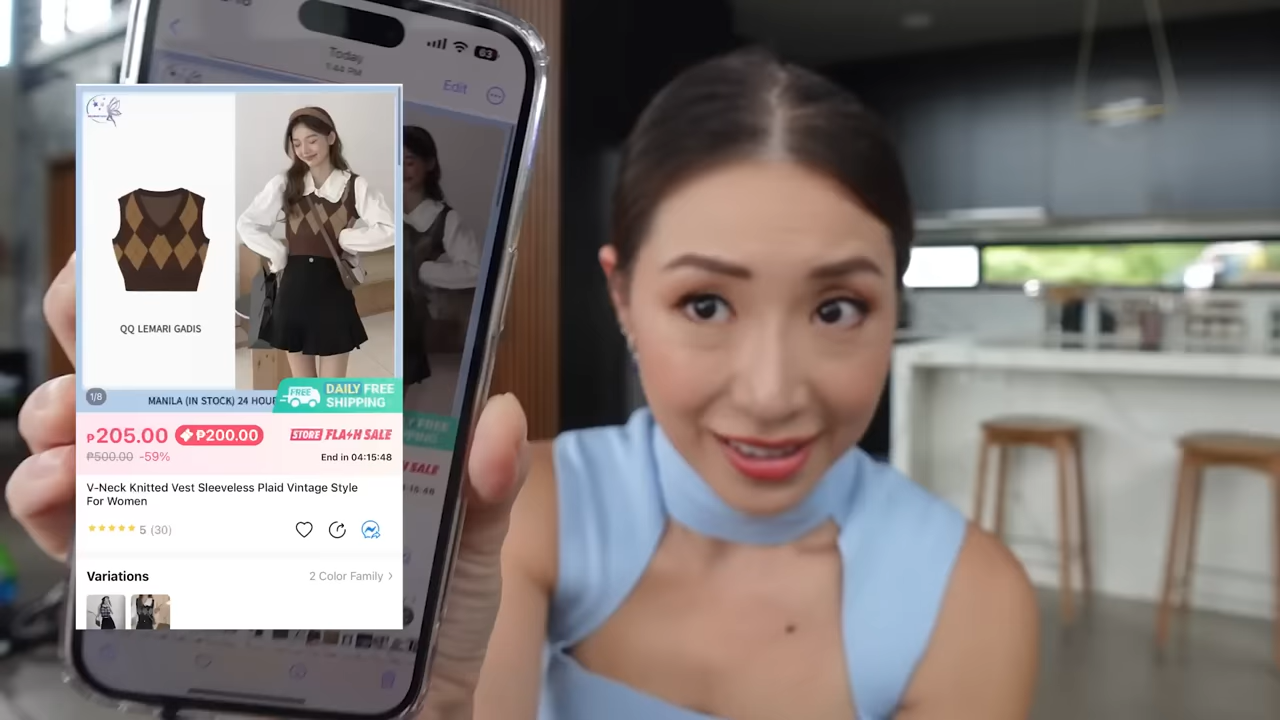 Today
63
Edit
QQ LEMARI GADIS
1/8
MANILA (IN STOCK) 24 HOUR
FREE
DAILY FREE
SHIPPING
₱205.00 ₱200.00
STORE FLASH SALE
₱500.00 -59%
End in 04:15:48
V-Neck Knitted Vest Sleeveless Plaid Vintage Style
For Women
5 (30)
Variations
2 Color Family >